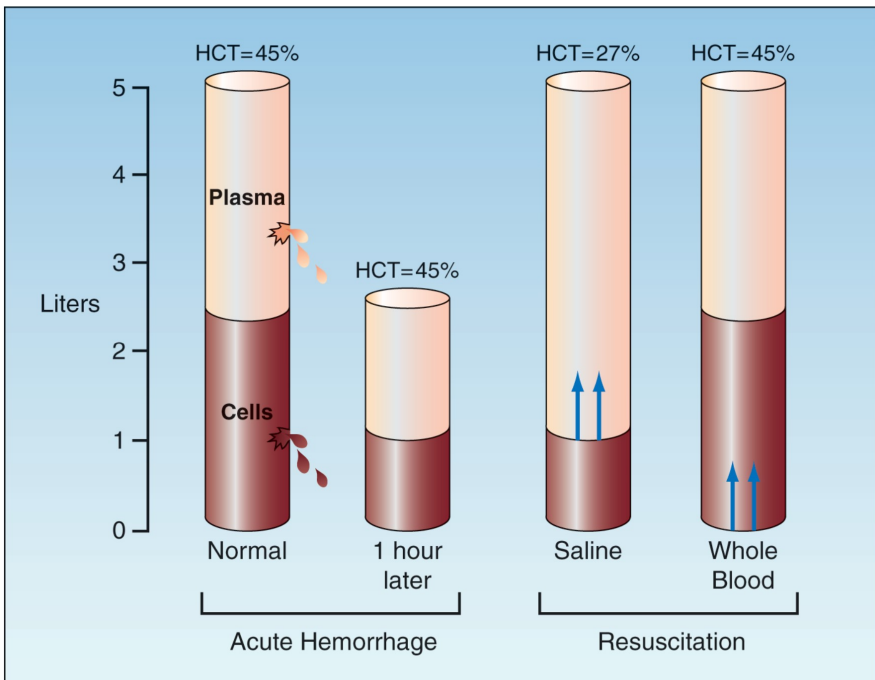 HCT=45%
HCT=27%
HCT=45%
5
4
Plasma
3
HCT=45%
Liters
2
Cells
1
0
Normal
1 hour
later
Saline
Whole
Blood
Acute Hemorrhage
Resuscitation